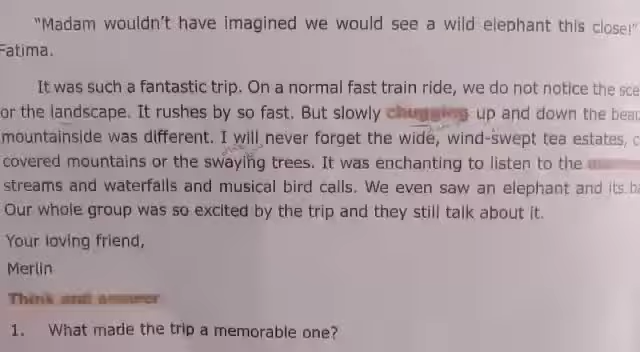 "Madam wouldn't have imagined we would see a wild elephant this close!"
Fatima.
It was such a fantastic trip. On a normal fast train ride, we do not notice the
or the landscape. It rushes by so fast. But slowly chugging up and down the
mountainside was different. I will never forget the wide, wind-swept tea estates,
covered mountains or the swaying trees. It was enchanting to listen to the
streams and waterfalls and musical bird calls. We even saw an elephant and its
Our whole group was so excited by the trip and they still talk about it.
Your loving friend,
Merlin
Think and answer
1. What made the trip a memorable one?